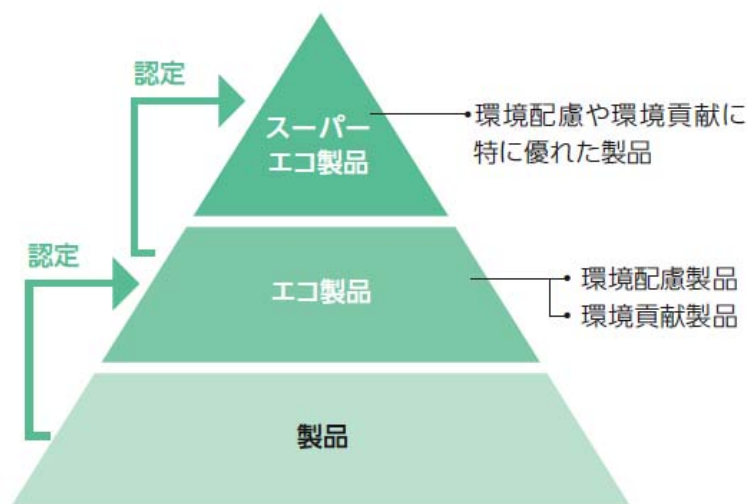 認定
スーパー
エコ製品
環境配慮や環境貢献に
特に優れた製品
認定
エコ製品
環境配慮製品
環境貢献製品
製品